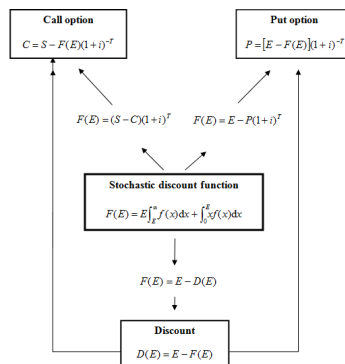 Call option
C = S − F(E)(1+i)^{-T}
Put option
P = [E − F(E)](1+i)^{-T}
F(E) = (S−C)(1+i)^T
F(E) = E − P(1+i)^T
Stochastic discount function
F(E) = E∫_E^∞ f(x)dx + ∫_0^E xf(x)dx
F(E) = E − D(E)
Discount
D(E) = E − F(E)